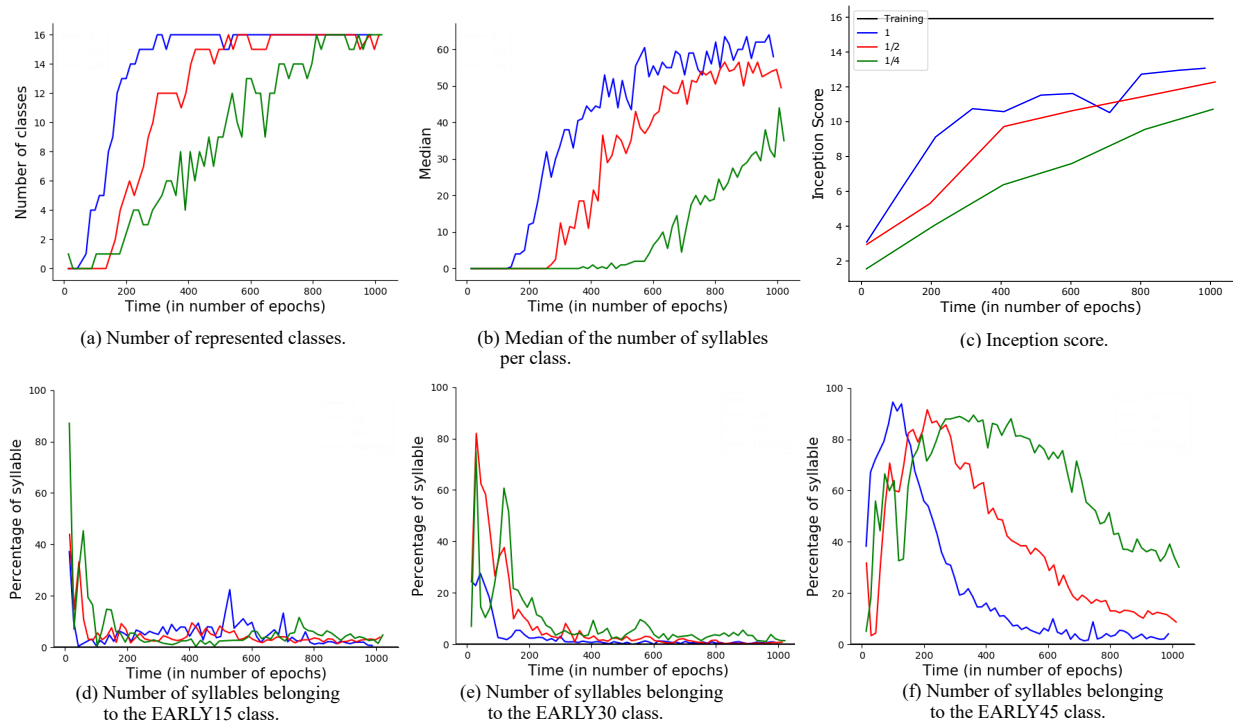 16
14
12
10
8
6
4
2
0
Number of classes
0 200 400 600 800 1000
Time (in number of epochs)
(a) Number of represented classes.
60
50
40
30
20
10
0
Median
0 200 400 600 800 1000
Time (in number of epochs)
(b) Median of the number of syllables
per class.
16
14
12
10
8
6
4
2
Inception Score
Training
1
1/2
1/4
0 200 400 600 800 1000
Time (in number of epochs)
(c) Inception score.
100
80
60
40
20
0
Percentage of syllable
0 200 400 600 800 1000
Time (in number of epochs)
(d) Number of syllables belonging
to the EARLY15 class.
100
80
60
40
20
0
Percentage of syllable
0 200 400 600 800 1000
Time (in number of epochs)
(e) Number of syllables belonging
to the EARLY30 class.
100
80
60
40
20
0
Percentage of syllable
0 200 400 600 800 1000
Time (in number of epochs)
(f) Number of syllables belonging
to the EARLY45 class.